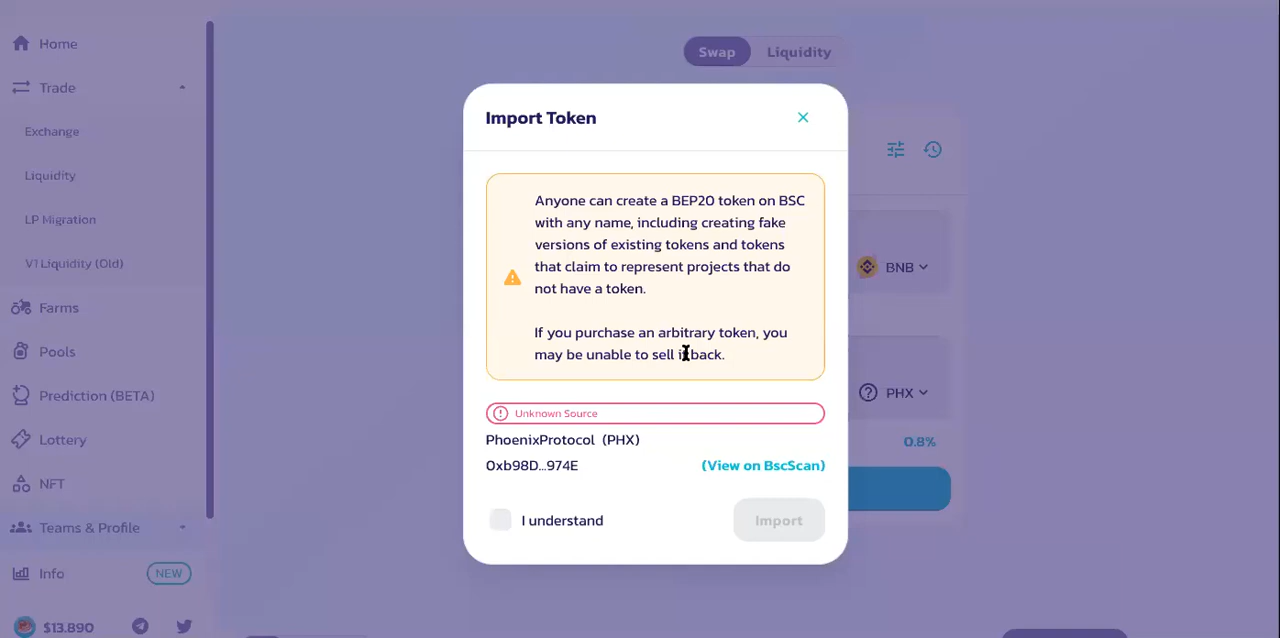 Home
Trade
Exchange
Liquidity
LP Migration
V1 Liquidity (Old)
Farms
Pools
Prediction (BETA)
Lottery
NFT
Teams & Profile
Info
NEW
$13.890
Swap
Liquidity
BNB
PHX
0.8%
Import Token
Anyone can create a BEP20 token on BSC
with any name, including creating fake
versions of existing tokens and tokens
that claim to represent projects that do
not have a token.
If you purchase an arbitrary token, you
may be unable to sell it back.
Unknown Source
PhoenixProtocol (PHX)
0xb98D...974E
(View on BscScan)
I understand
Import